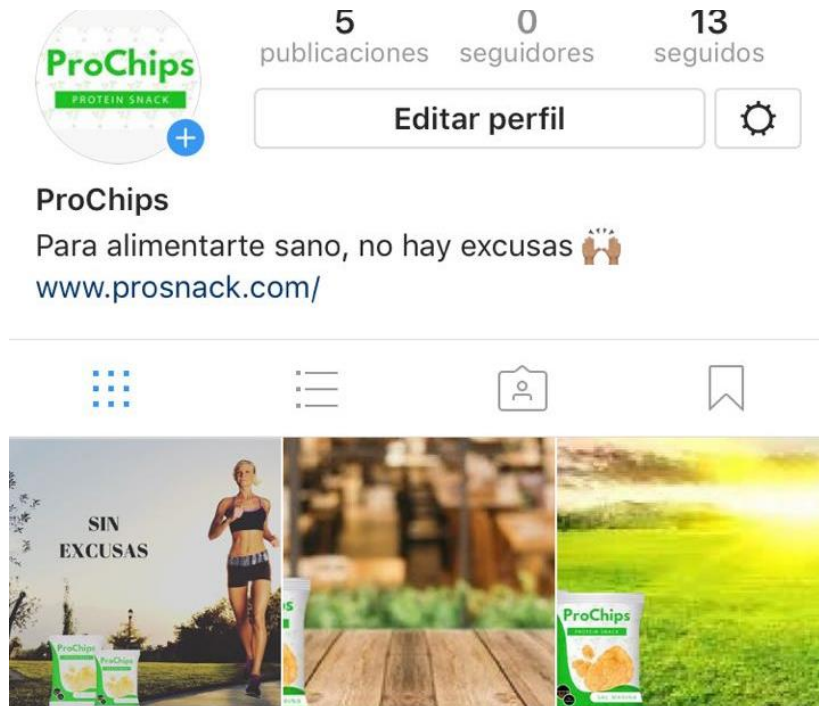 ProChips
PROTEIN SNACK
5
publicaciones
0
seguidores
13
seguidos
Editar perfil
ProChips
Para alimentarte sano, no hay excusas 🙌🏽
www.prosnack.com/
SIN
EXCUSAS
ProChips
ProChips
ProChips
PROTEIN SNACK